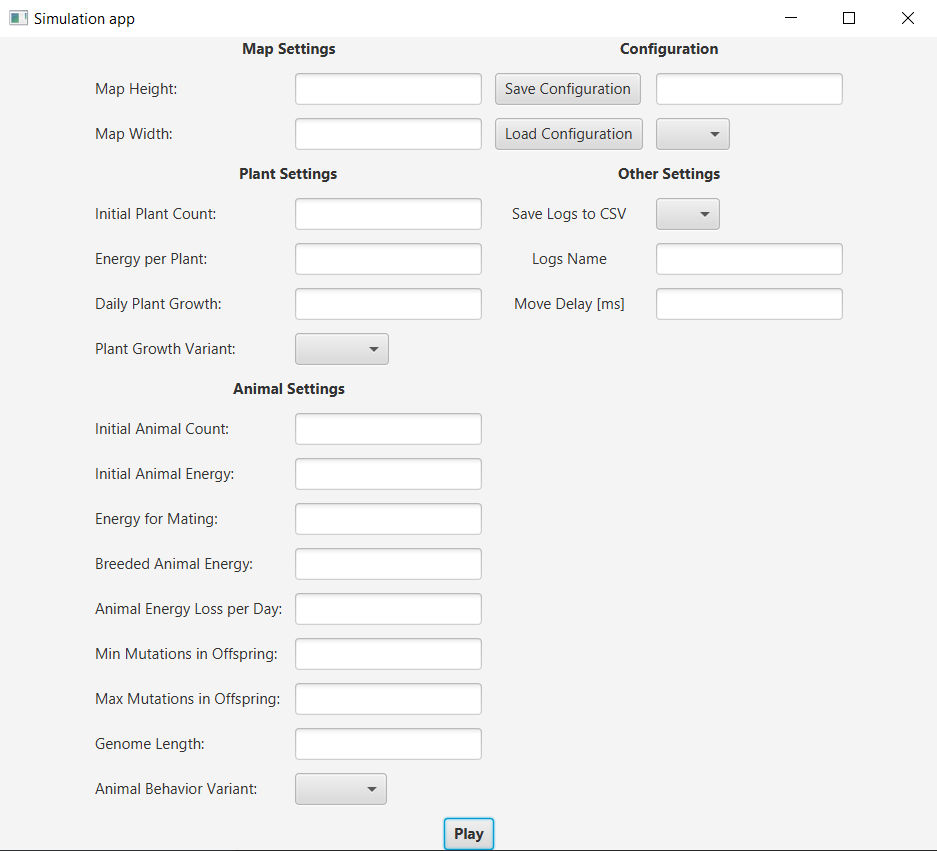 Simulation app
Map Settings Configuration
Map Height: Save Configuration
Map Width: Load Configuration
Plant Settings Other Settings
Initial Plant Count: Save Logs to CSV
Energy per Plant: Logs Name
Daily Plant Growth: Move Delay [ms]
Plant Growth Variant:
Animal Settings
Initial Animal Count:
Initial Animal Energy:
Energy for Mating:
Breeded Animal Energy:
Animal Energy Loss per Day:
Min Mutations in Offspring:
Max Mutations in Offspring:
Genome Length:
Animal Behavior Variant:
Play